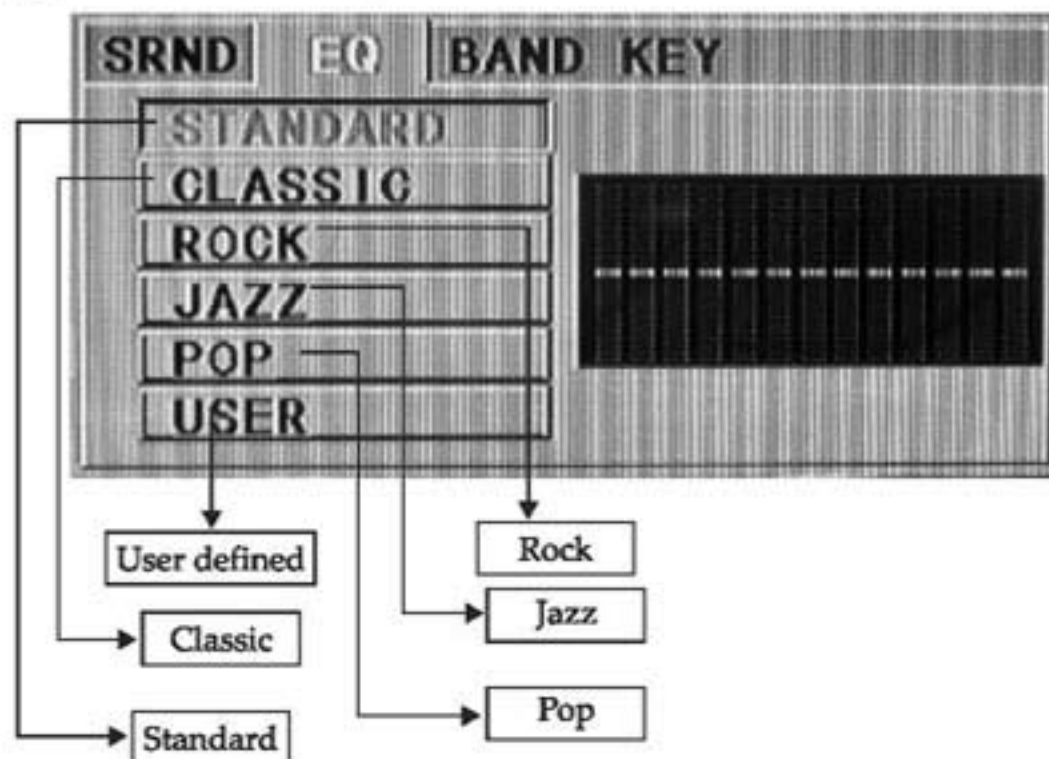 SRND EQ BAND KEY
STANDARD
CLASSIC
ROCK
JAZZ
POP
USER
User defined
Rock
Jazz
Classic
Pop
Standard